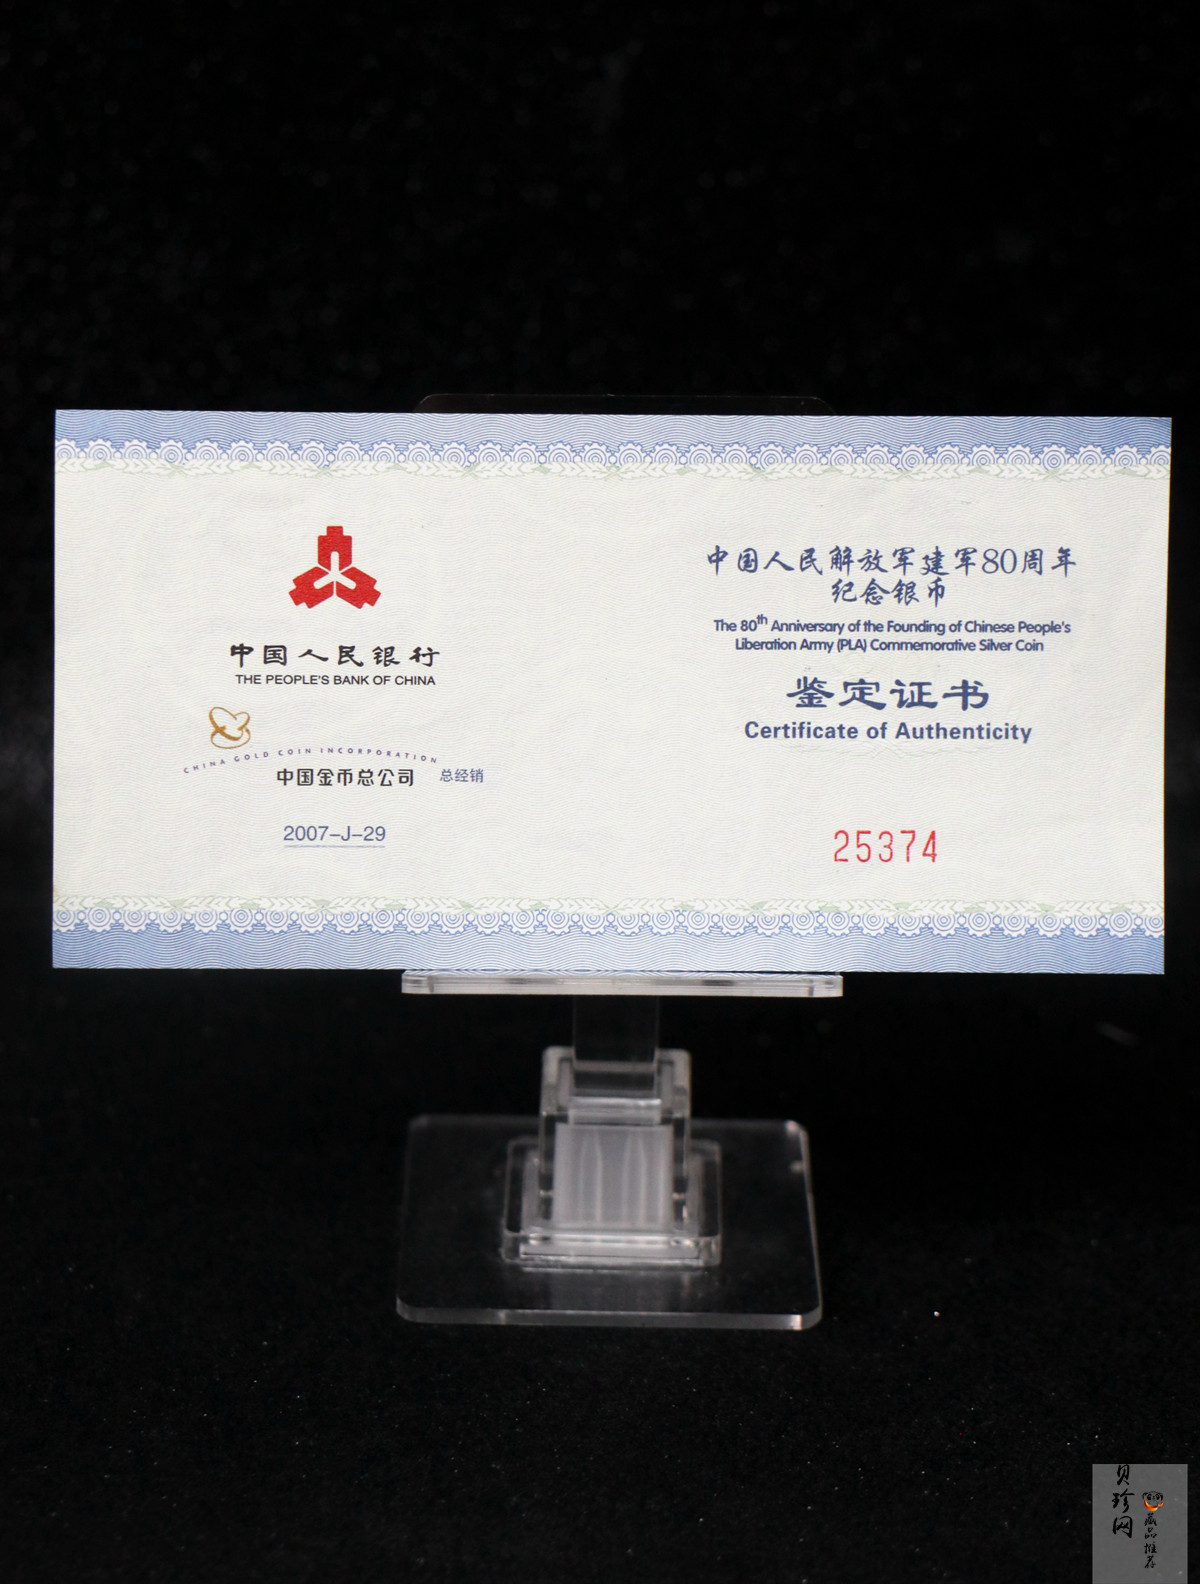 中国人民银行
THE PEOPLE'S BANK OF CHINA
CHINA GOLD COIN INCORPORATION
中国金币总公司 总经销
2007-J-29
中国人民解放军建军80周年
纪念银币
The 80th Anniversary of the Founding of Chinese People's
Liberation Army (PLA) Commemorative Silver Coin
鉴定证书
Certificate of Authenticity
25374
贝珍网
藏品推荐